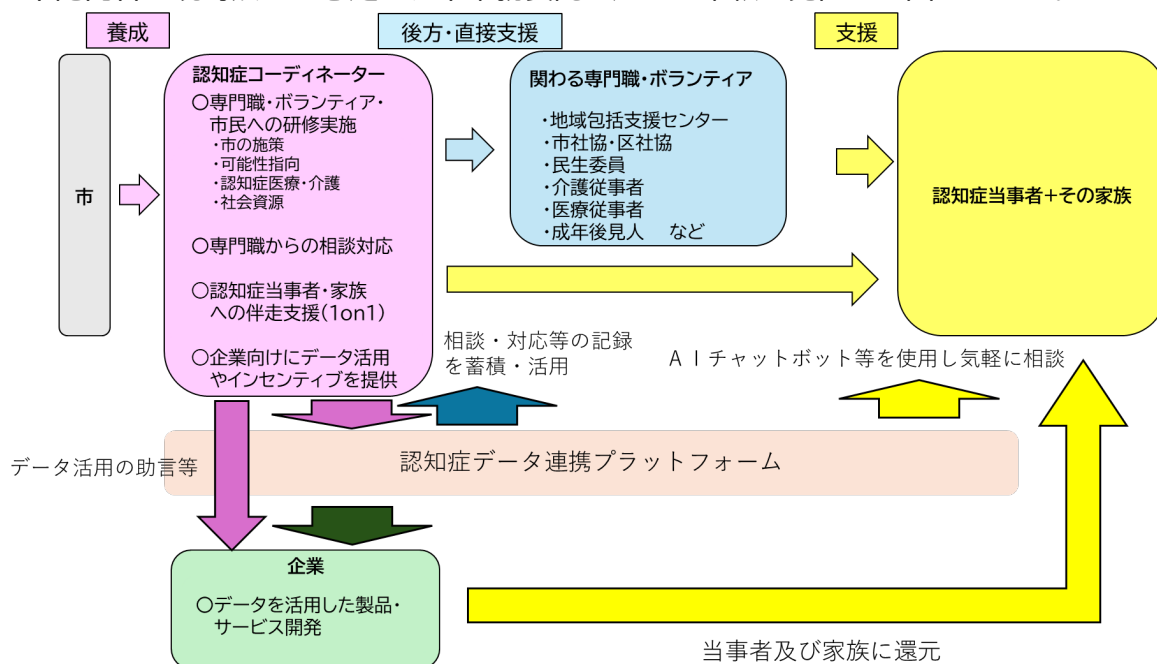 養成
後方・直接支援
支援
市
認知症コーディネーター
○専門職・ボランティア・
市民への研修実施
・市の施策
・可能性指向
・認知症医療・介護
・社会資源
○専門職からの相談対応
○認知症当事者・家族
への伴走支援(1on1)
○企業向けにデータ活用
やインセンティブを提供
関わる専門職・ボランティア
・地域包括支援センター
・市社協・区社協
・民生委員
・介護従事者
・医療従事者
・成年後見人　など
認知症当事者+その家族
相談・対応等の記録
を蓄積・活用
ＡＩチャットボット等を使用し気軽に相談
データ活用の助言等
認知症データ連携プラットフォーム
企業
○データを活用した製品・
サービス開発
当事者及び家族に還元